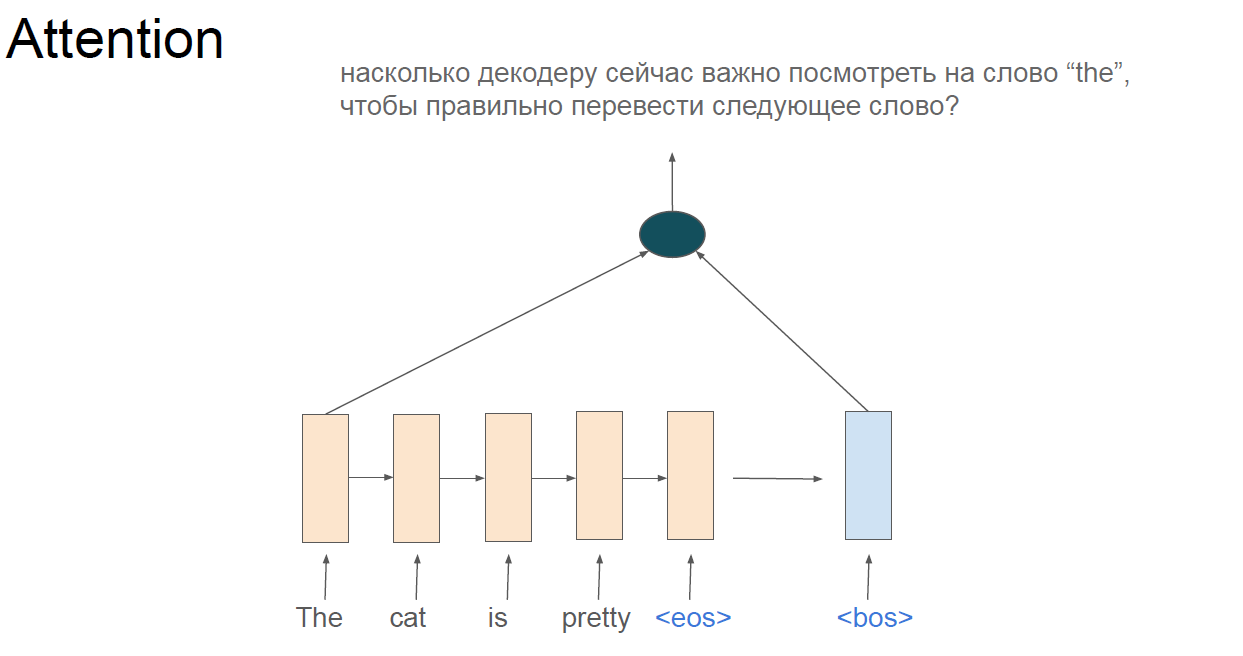 Attention
насколько декодеру сейчас важно посмотреть на слово “the”,
чтобы правильно перевести следующее слово?
The cat is pretty <eos> <bos>